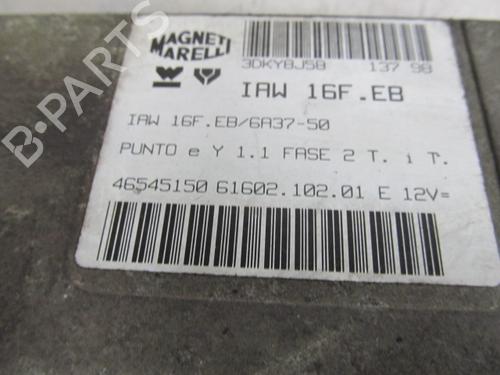 MAGNETI
MARELLI
3DKY8J58 137 98
IAW 16F.EB
IAW 16F.EB/6A37-50
PUNTO e Y 1.1 FASE 2 T. i T.
46545150 61602.102.01 E 12V=
B-PARTS